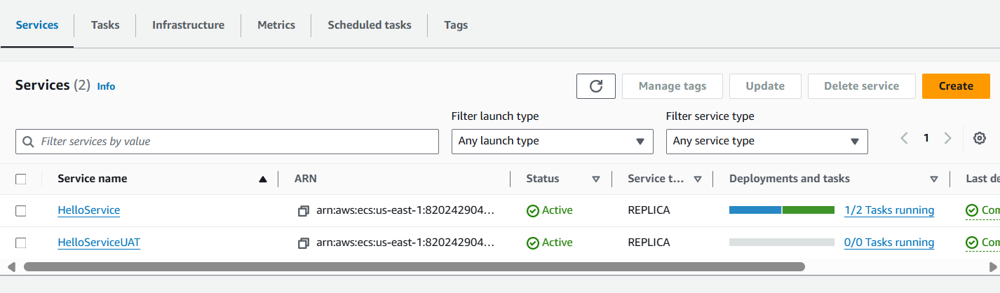 Services Tasks Infrastructure Metrics Scheduled tasks Tags
Services (2) Info Manage tags Update Delete service Create
Filter launch type Filter service type
Filter services by value Any launch type Any service type 1
Service name ARN Status Service t... Deployments and tasks Last de
HelloService arn:aws:ecs:us-east-1:820242904... Active REPLICA 1/2 Tasks running Com
HelloServiceUAT arn:aws:ecs:us-east-1:820242904... Active REPLICA 0/0 Tasks running Com